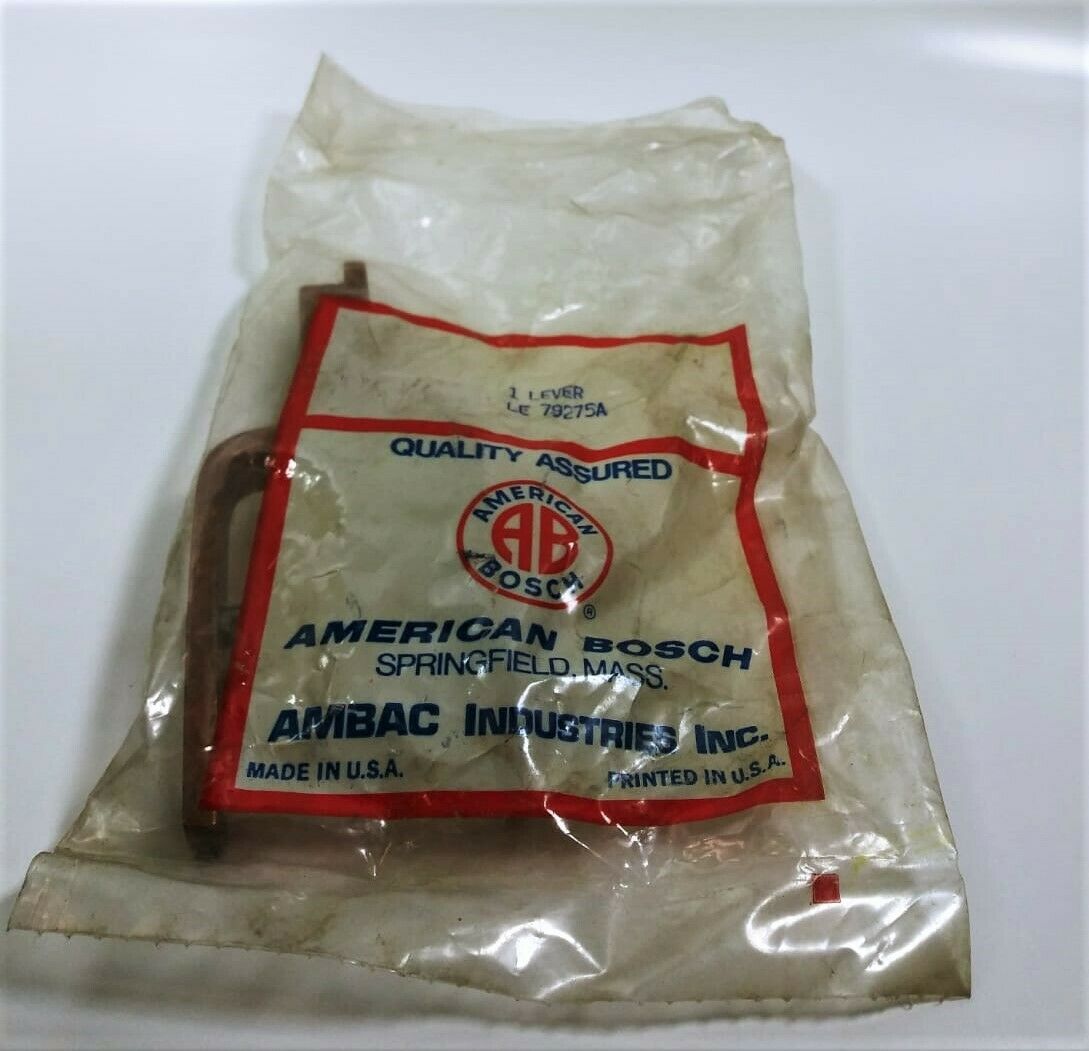 1 LEVER
LE 79275A
QUALITY ASSURED
AMERICAN
AB
BOSCH
®
AMERICAN BOSCH
SPRINGFIELD, MASS.
AMBAC INDUSTRIES INC.
MADE IN U.S.A.
PRINTED IN U.S.A.